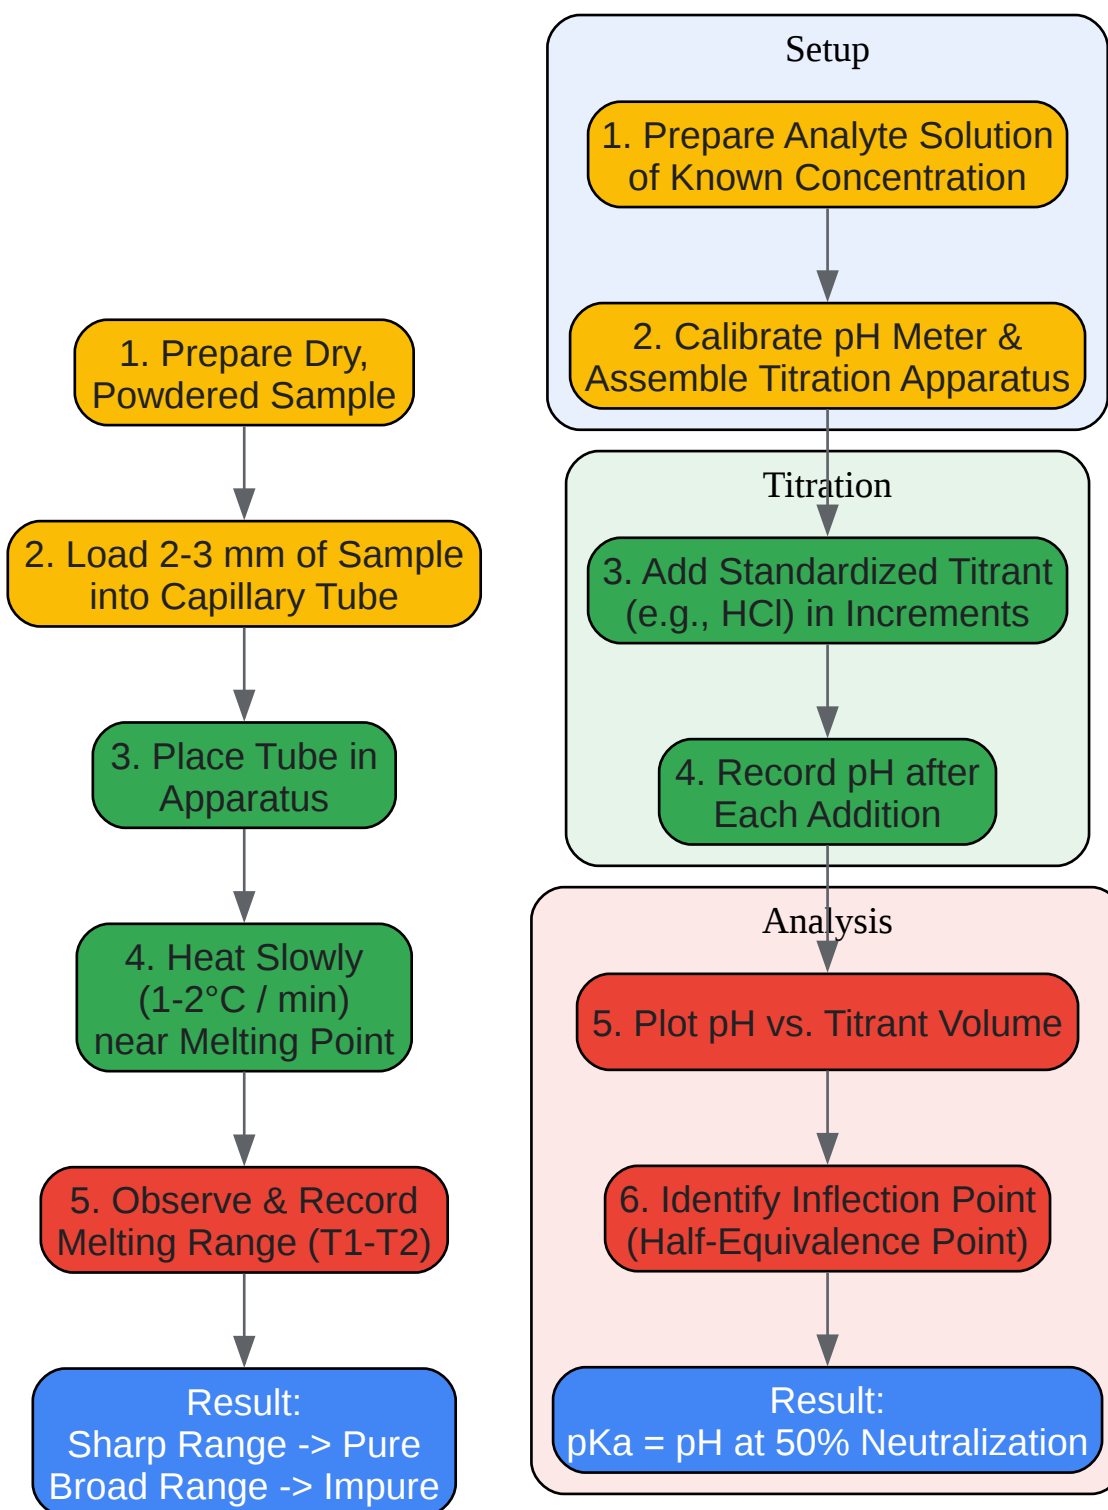 1. Prepare Dry,
Powdered Sample
2. Load 2-3 mm of Sample
into Capillary Tube
3. Place Tube in
Apparatus
4. Heat Slowly
(1-2°C / min)
near Melting Point
5. Observe & Record
Melting Range (T1-T2)
Result:
Sharp Range -> Pure
Broad Range -> Impure
Setup
1. Prepare Analyte Solution
of Known Concentration
2. Calibrate pH Meter &
Assemble Titration Apparatus
Titration
3. Add Standardized Titrant
(e.g., HCl) in Increments
4. Record pH after
Each Addition
Analysis
5. Plot pH vs. Titrant Volume
6. Identify Inflection Point
(Half-Equivalence Point)
Result:
pKa = pH at 50% Neutralization